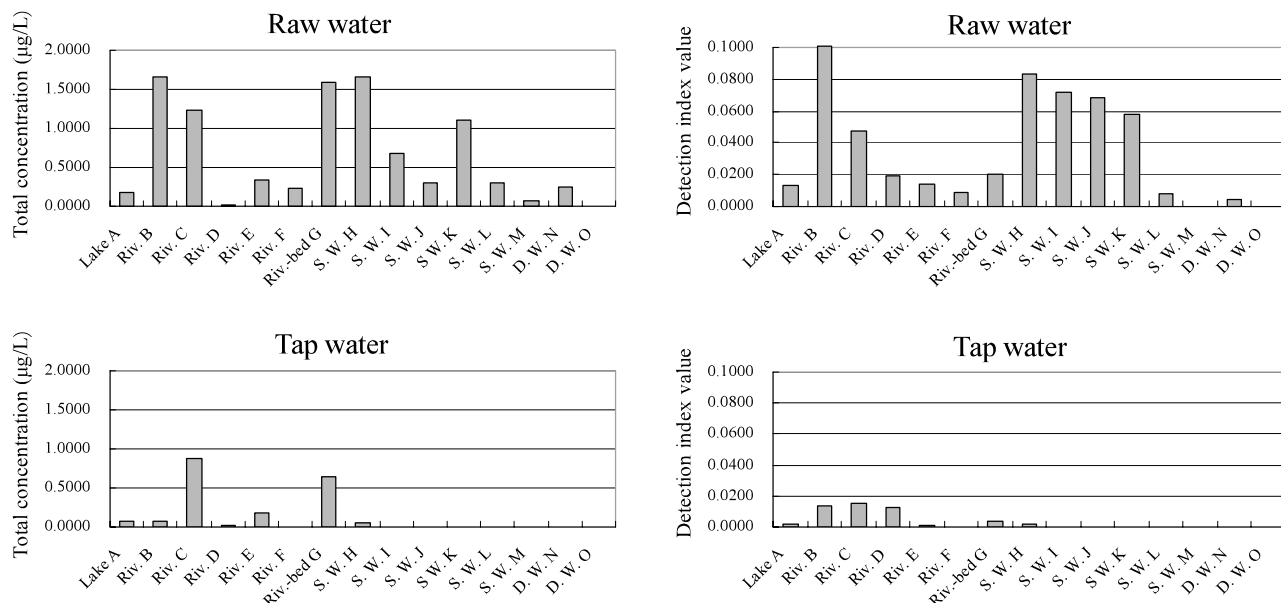 Raw water
Total concentration (µg/L)
2.0000
1.5000
1.0000
0.5000
0.0000
Lake A
Riv. B
Riv. C
Riv. D
Riv. E
Riv. F
Riv.-bed G
S. W. H
S. W. I
S. W. J
S. W. K
S. W. L
S. W. M
D. W. N
D. W. O
Raw water
Detection index value
0.1000
0.0800
0.0600
0.0400
0.0200
0.0000
Lake A
Riv. B
Riv. C
Riv. D
Riv. E
Riv. F
Riv.-bed G
S. W. H
S. W. I
S. W. J
S. W. K
S. W. L
S. W. M
D. W. N
D. W. O
Tap water
Total concentration (µg/L)
2.0000
1.5000
1.0000
0.5000
0.0000
Lake A
Riv. B
Riv. C
Riv. D
Riv. E
Riv. F
Riv.-bed G
S. W. H
S. W. I
S. W. J
S. W. K
S. W. L
S. W. M
D. W. N
D. W. O
Tap water
Detection index value
0.1000
0.0800
0.0600
0.0400
0.0200
0.0000
Lake A
Riv. B
Riv. C
Riv. D
Riv. E
Riv. F
Riv.-bed G
S. W. H
S. W. I
S. W. J
S. W. K
S. W. L
S. W. M
D. W. N
D. W. O